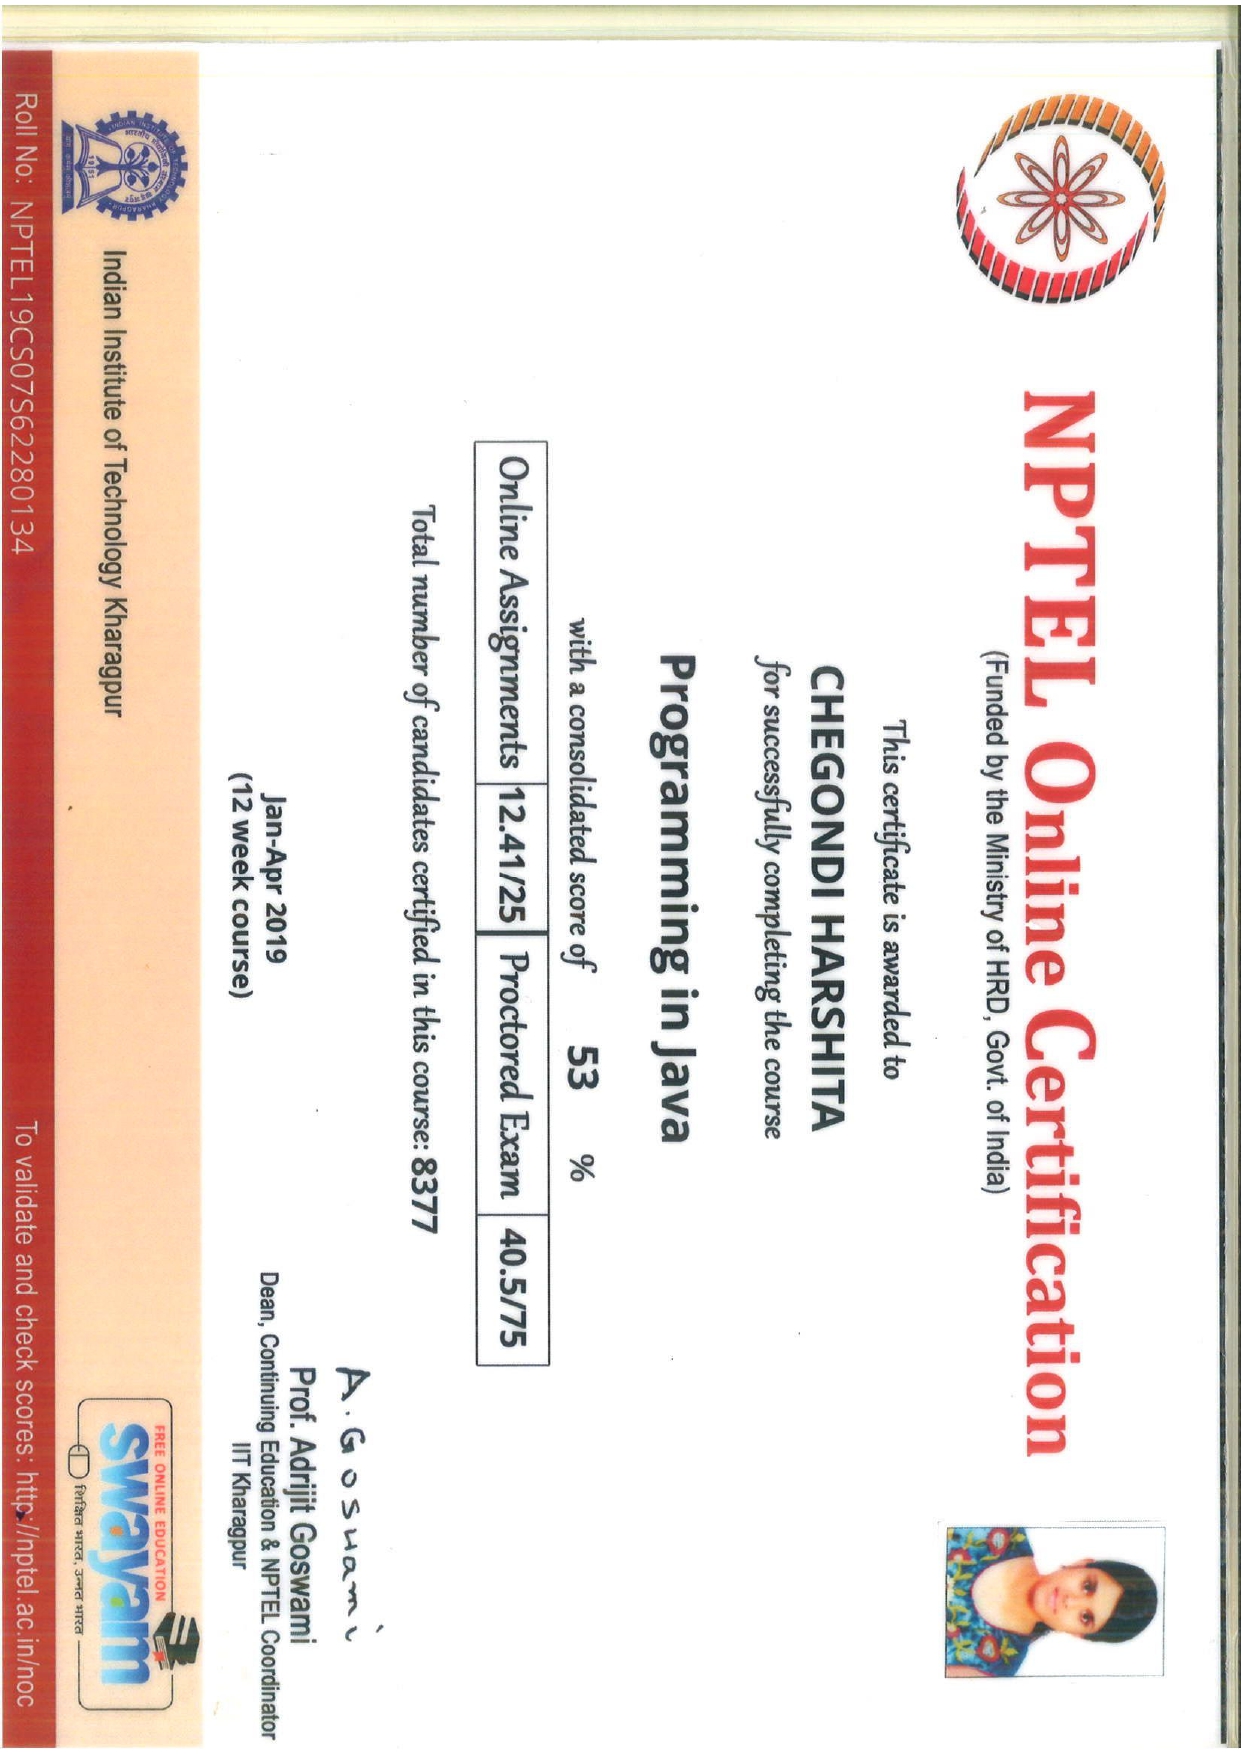 NPTEL Online Certification
(Funded by the Ministry of HRD, Govt. of India)
This certificate is awarded to
CHEGONDI HARSHITA
for successfully completing the course
Programming in Java
with a consolidated score of 53 %
Online Assignments 12.41/25 Proctored Exam 40.5/75
Total number of candidates certified in this course: 8377
A. Goswami
Prof. Adrijit Goswami
Dean, Continuing Education & NPTEL Coordinator
IIT Kharagpur
Jan-Apr 2019
(12 week course)
1951
Indian Institute of Technology Kharagpur
FREE ONLINE EDUCATION
swayam
शिक्षित भारत, उन्नत भारत
Roll No: NPTEL19CS07S62280134
To validate and check scores: http://nptel.ac.in/noc